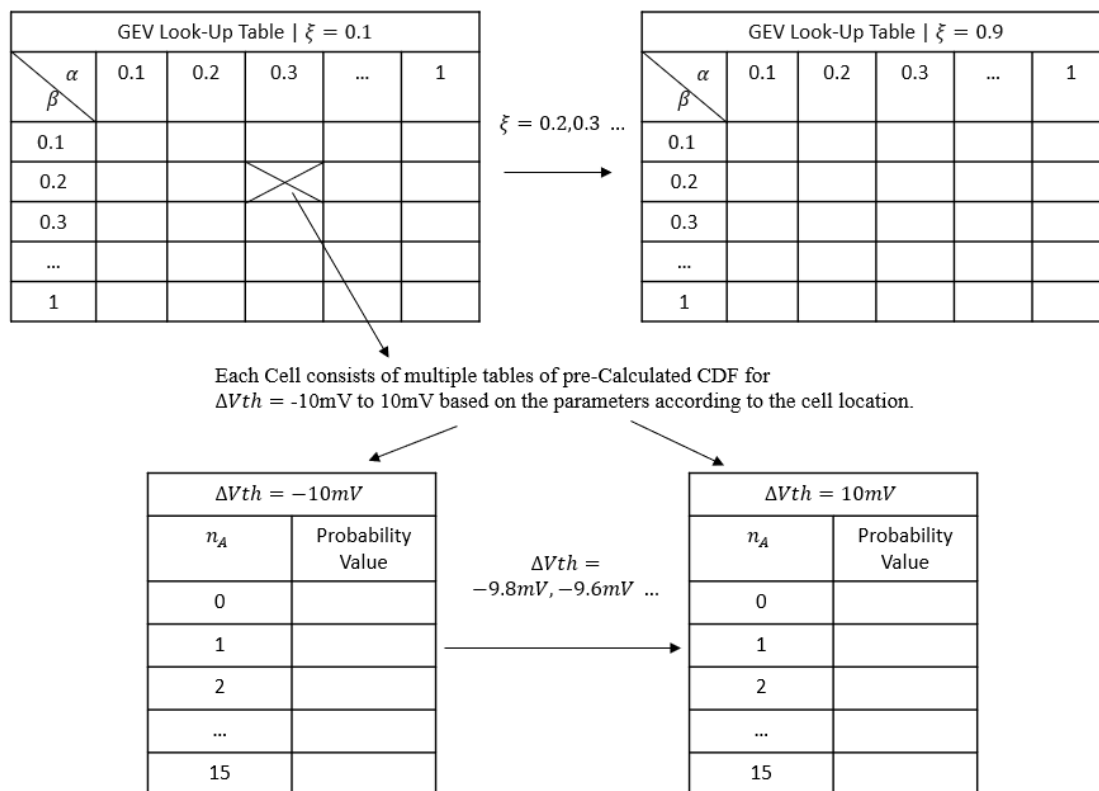 GEV Look-Up Table | ξ = 0.1
α 0.1 0.2 0.3 ... 1
β
0.1
0.2
0.3
...
1
ξ = 0.2,0.3 ...
GEV Look-Up Table | ξ = 0.9
α 0.1 0.2 0.3 ... 1
β
0.1
0.2
0.3
...
1
Each Cell consists of multiple tables of pre-Calculated CDF for
ΔVth = -10mV to 10mV based on the parameters according to the cell location.
ΔVth = −10mV
n_A Probability
Value
0
1
2
...
15
ΔVth =
−9.8mV, −9.6mV ...
ΔVth = 10mV
n_A Probability
Value
0
1
2
...
15